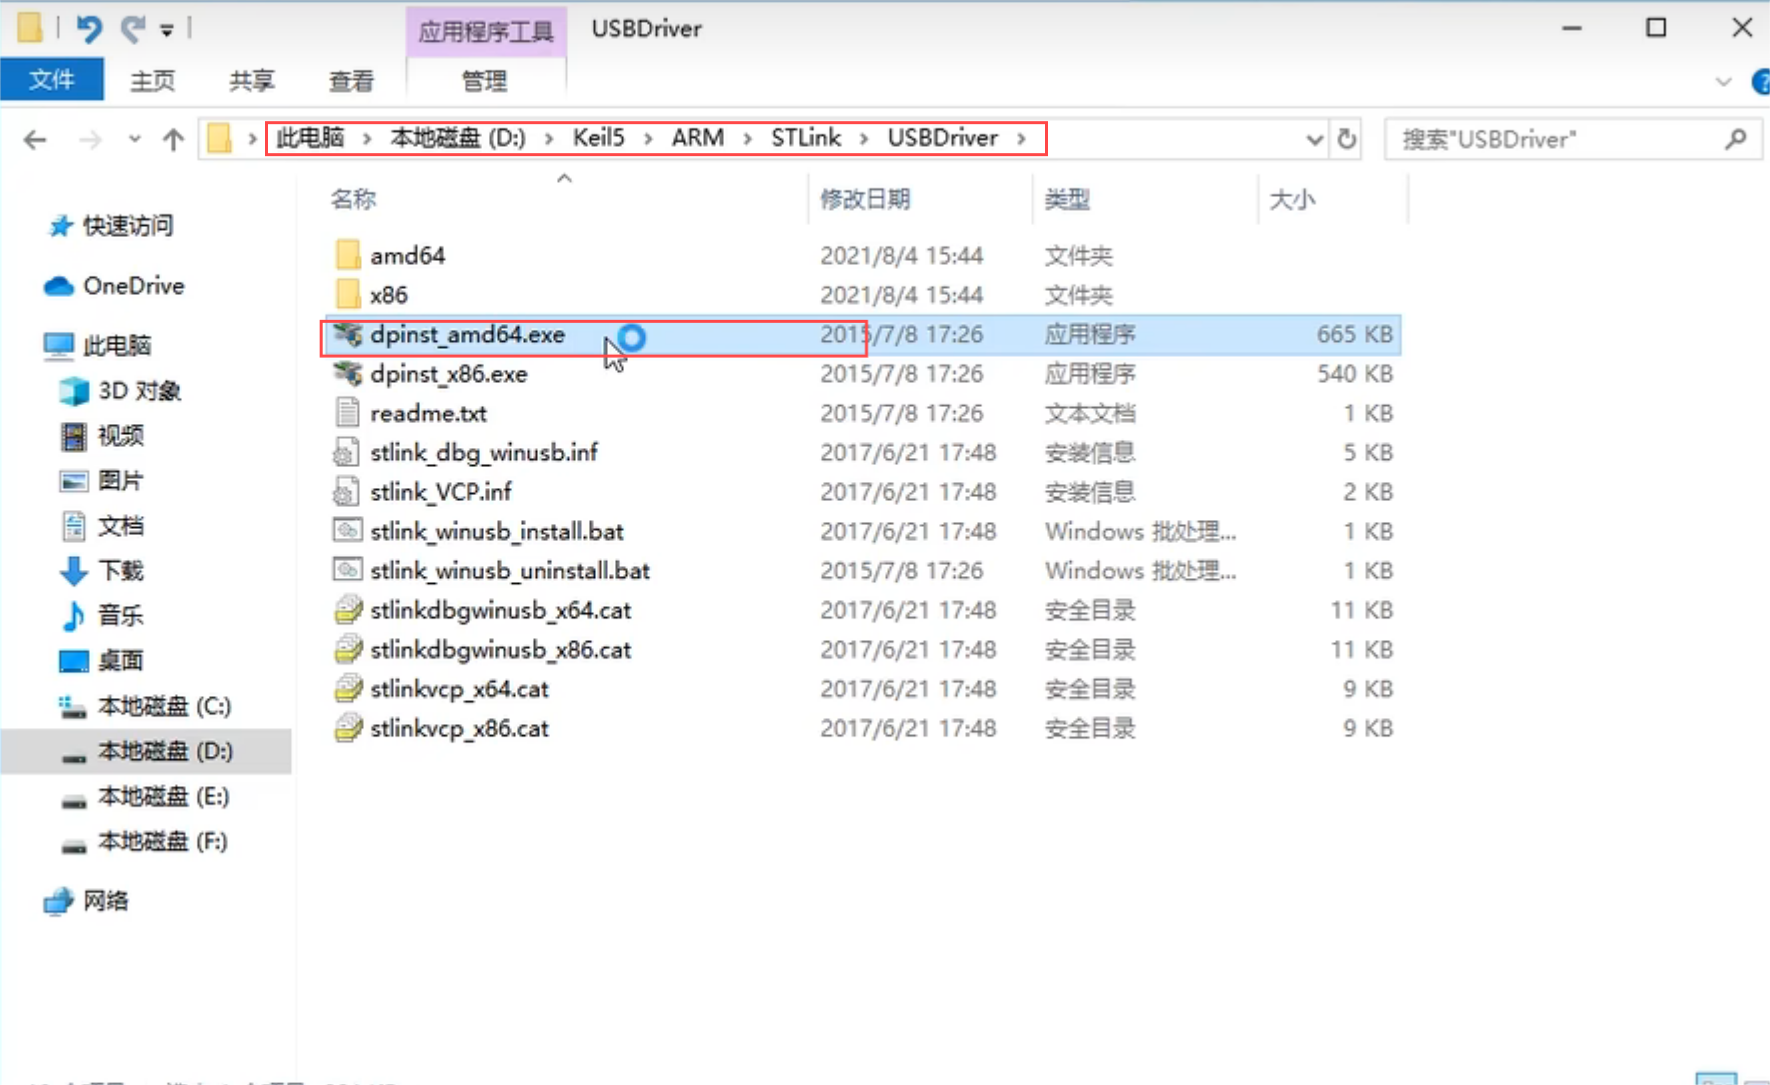 应用程序工具 USBDriver
文件 主页 共享 查看 管理
此电脑 › 本地磁盘 (D:) › Keil5 › ARM › STLink › USBDriver ›
搜索"USBDriver"
名称 修改日期 类型 大小
快速访问
OneDrive
此电脑
3D 对象
视频
图片
文档
下载
音乐
桌面
本地磁盘 (C:)
本地磁盘 (D:)
本地磁盘 (E:)
本地磁盘 (F:)
网络
amd64 2021/8/4 15:44 文件夹
x86 2021/8/4 15:44 文件夹
dpinst_amd64.exe 2015/7/8 17:26 应用程序 665 KB
dpinst_x86.exe 2015/7/8 17:26 应用程序 540 KB
readme.txt 2015/7/8 17:26 文本文档 1 KB
stlink_dbg_winusb.inf 2017/6/21 17:48 安装信息 5 KB
stlink_VCP.inf 2017/6/21 17:48 安装信息 2 KB
stlink_winusb_install.bat 2017/6/21 17:48 Windows 批处理... 1 KB
stlink_winusb_uninstall.bat 2015/7/8 17:26 Windows 批处理... 1 KB
stlinkdbgwinusb_x64.cat 2017/6/21 17:48 安全目录 11 KB
stlinkdbgwinusb_x86.cat 2017/6/21 17:48 安全目录 11 KB
stlinkvcp_x64.cat 2017/6/21 17:48 安全目录 9 KB
stlinkvcp_x86.cat 2017/6/21 17:48 安全目录 9 KB